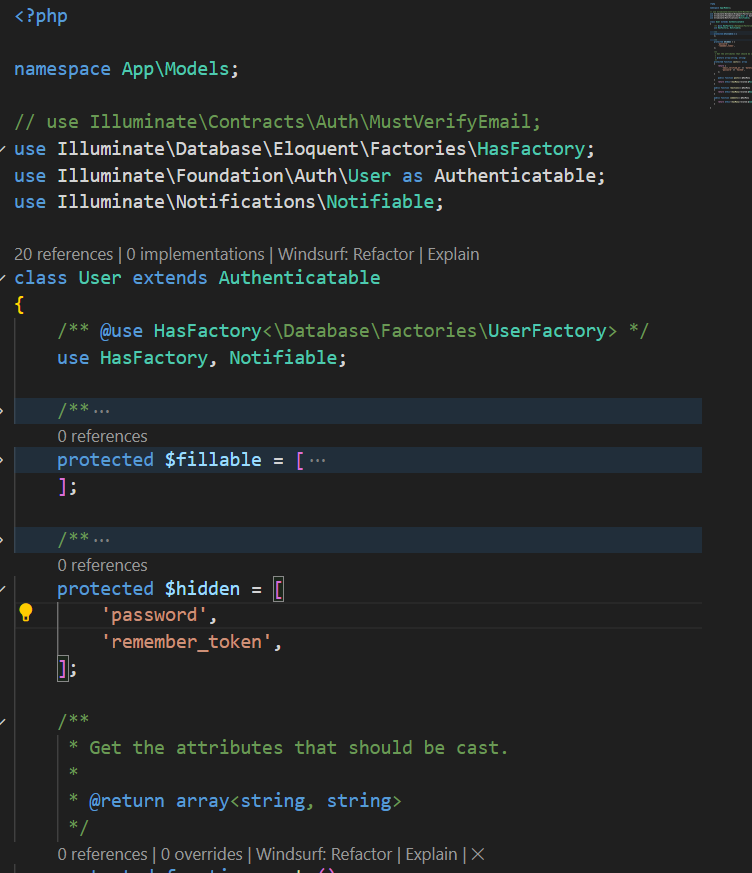 <?php
namespace App\Models;
// use Illuminate\Contracts\Auth\MustVerifyEmail;
use Illuminate\Database\Eloquent\Factories\HasFactory;
use Illuminate\Foundation\Auth\User as Authenticatable;
use Illuminate\Notifications\Notifiable;
20 references | 0 implementations | Windsurf: Refactor | Explain
class User extends Authenticatable
{
/** @use HasFactory<\Database\Factories\UserFactory> */
use HasFactory, Notifiable;
/** ···
0 references
protected $fillable = [ ···
];
/** ···
0 references
protected $hidden = [
'password',
'remember_token',
];
/**
* Get the attributes that should be cast.
*
* @return array<string, string>
*/
0 references | 0 overrides | Windsurf: Refactor | Explain | ×